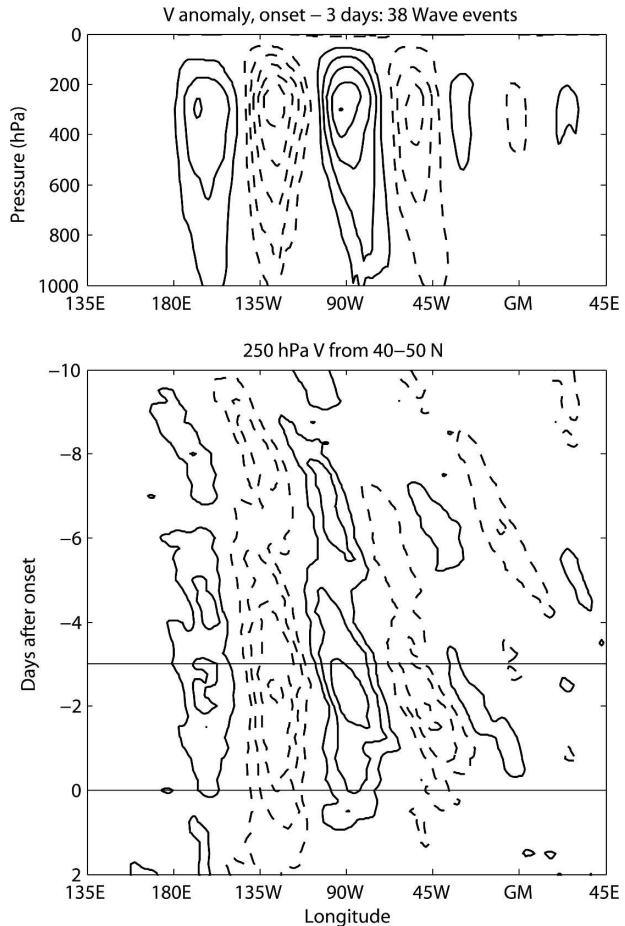 V anomaly, onset − 3 days: 38 Wave events
0
200
400
600
800
1000
Pressure (hPa)
135E 180E 135W 90W 45W GM 45E
250 hPa V from 40−50 N
−10
−8
−6
−4
−2
0
2
Days after onset
135E 180E 135W 90W 45W GM 45E
Longitude